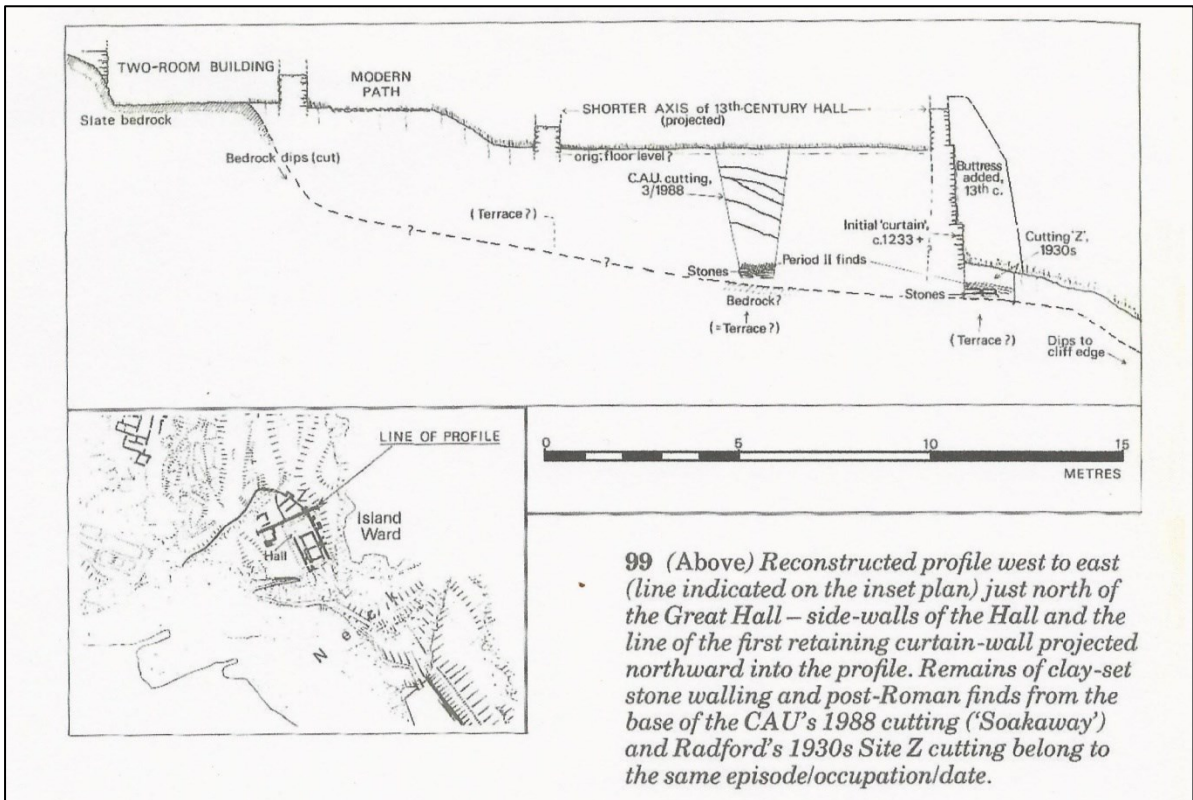 TWO-ROOM BUILDING
MODERN
PATH
SHORTER AXIS of 13th-CENTURY HALL
(projected)
Slate bedrock
Bedrock dips (cut)
orig. floor level?
C.A.U. cutting,
3/1988
Buttress
added,
13th c.
(Terrace?)
Initial 'curtain',
c.1233 +
?
Cutting 'Z',
1930s
?
?
Period II finds
Stones
Stones
Bedrock?
(=Terrace?)
(Terrace?)
Dips to
cliff edge
LINE OF PROFILE
Z
Island
Ward
Hall
Neck
0 5 10 15
METRES
99 (Above) Reconstructed profile west to east
(line indicated on the inset plan) just north of
the Great Hall – side-walls of the Hall and the
line of the first retaining curtain-wall projected
northward into the profile. Remains of clay-set
stone walling and post-Roman finds from the
base of the CAU's 1988 cutting ('Soakaway')
and Radford's 1930s Site Z cutting belong to
the same episode/occupation/date.